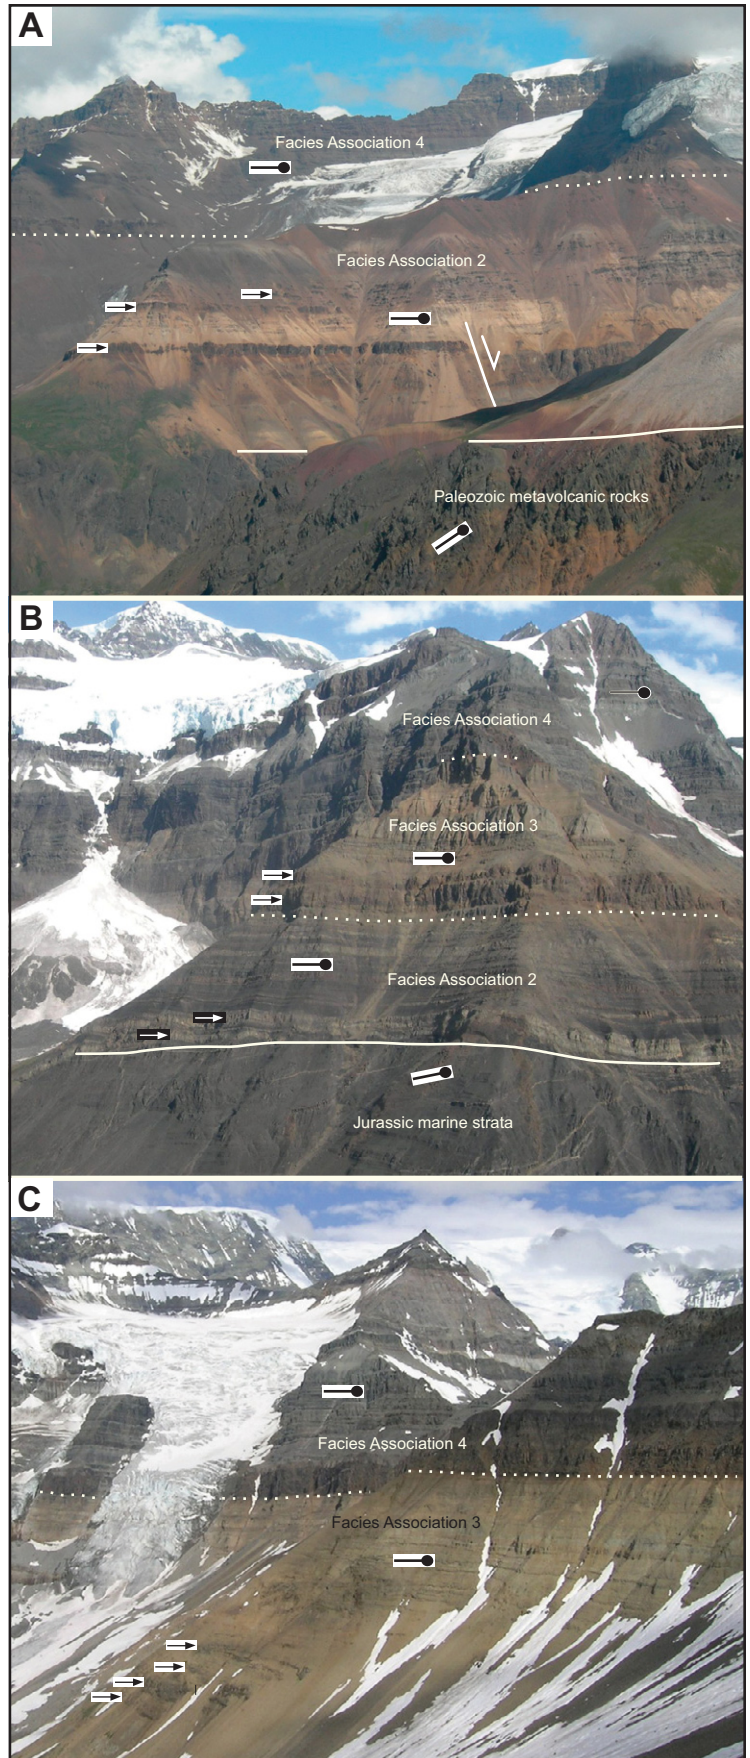 A
Facies Association 4
Facies Association 2
Paleozoic metavolcanic rocks
B
Facies Association 4
Facies Association 3
Facies Association 2
Jurassic marine strata
C
Facies Association 4
Facies Association 3